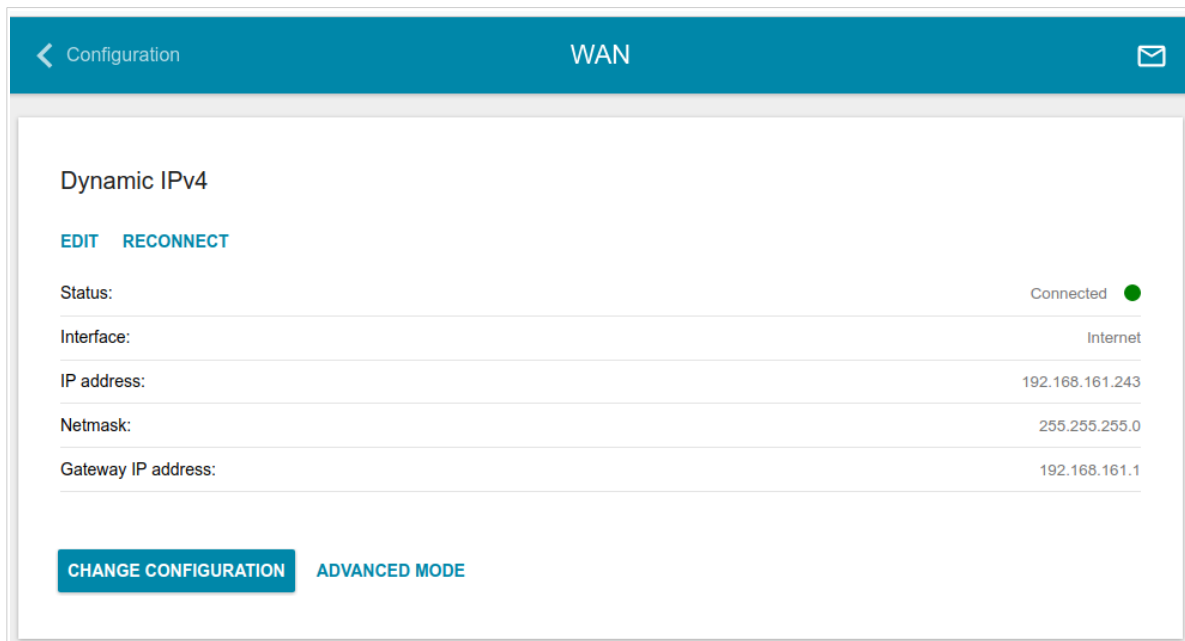 Configuration
WAN
Dynamic IPv4
EDIT RECONNECT
Status: Connected
Interface: Internet
IP address: 192.168.161.243
Netmask: 255.255.255.0
Gateway IP address: 192.168.161.1
CHANGE CONFIGURATION ADVANCED MODE